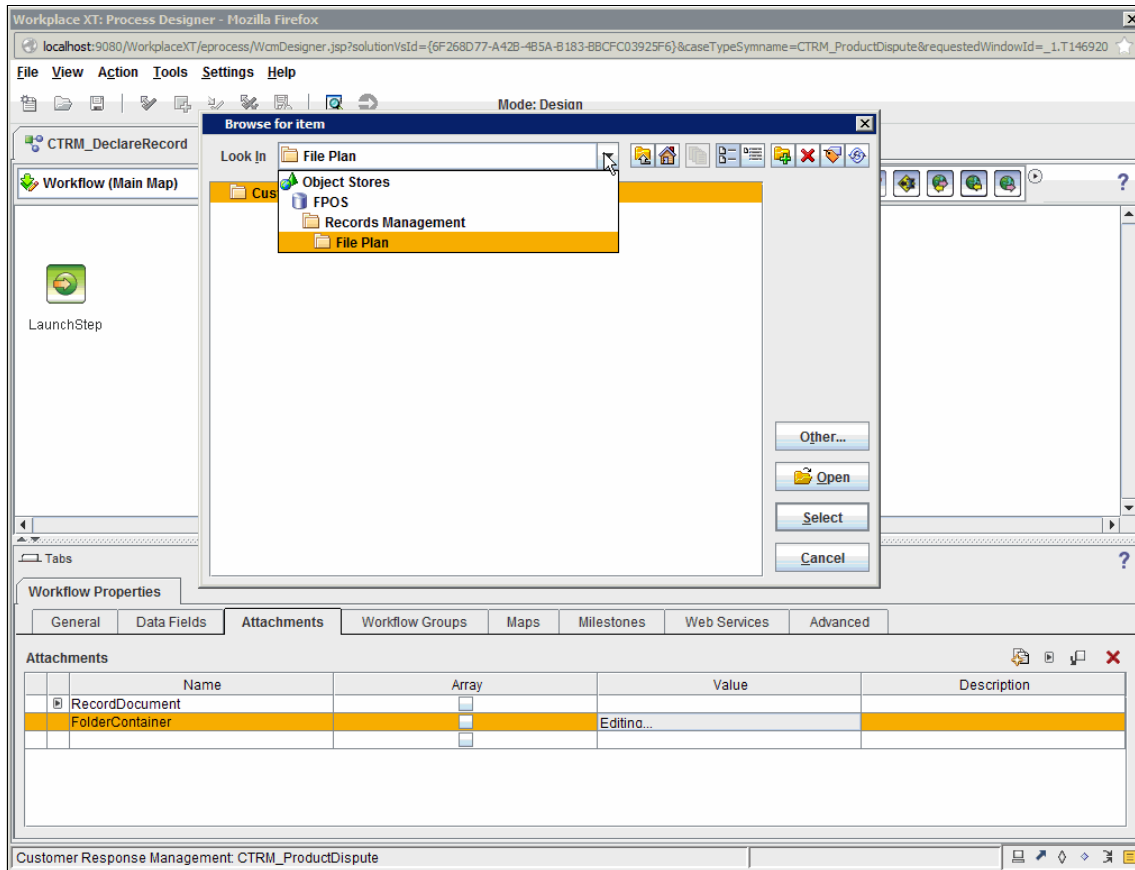 Workplace XT: Process Designer - Mozilla Firefox
localhost:9080/WorkplaceXT/eprocess/WcmDesigner.jsp?solutionVsId={6F268D77-A42B-4B5A-B183-BBCFC03925F6}&caseTypeSymname=CTRM_ProductDispute&requestedWindowId=_1.T146920
File View Action Tools Settings Help
Mode: Design
Browse for item
CTRM_DeclareRecord
Look In File Plan
Workflow (Main Map)
Object Stores
FPOS
Records Management
File Plan
LaunchStep
Other...
Open
Select
Cancel
Tabs
Workflow Properties
General Data Fields Attachments Workflow Groups Maps Milestones Web Services Advanced
Attachments
Name Array Value Description
RecordDocument
FolderContainer Editing...
Customer Response Management: CTRM_ProductDispute